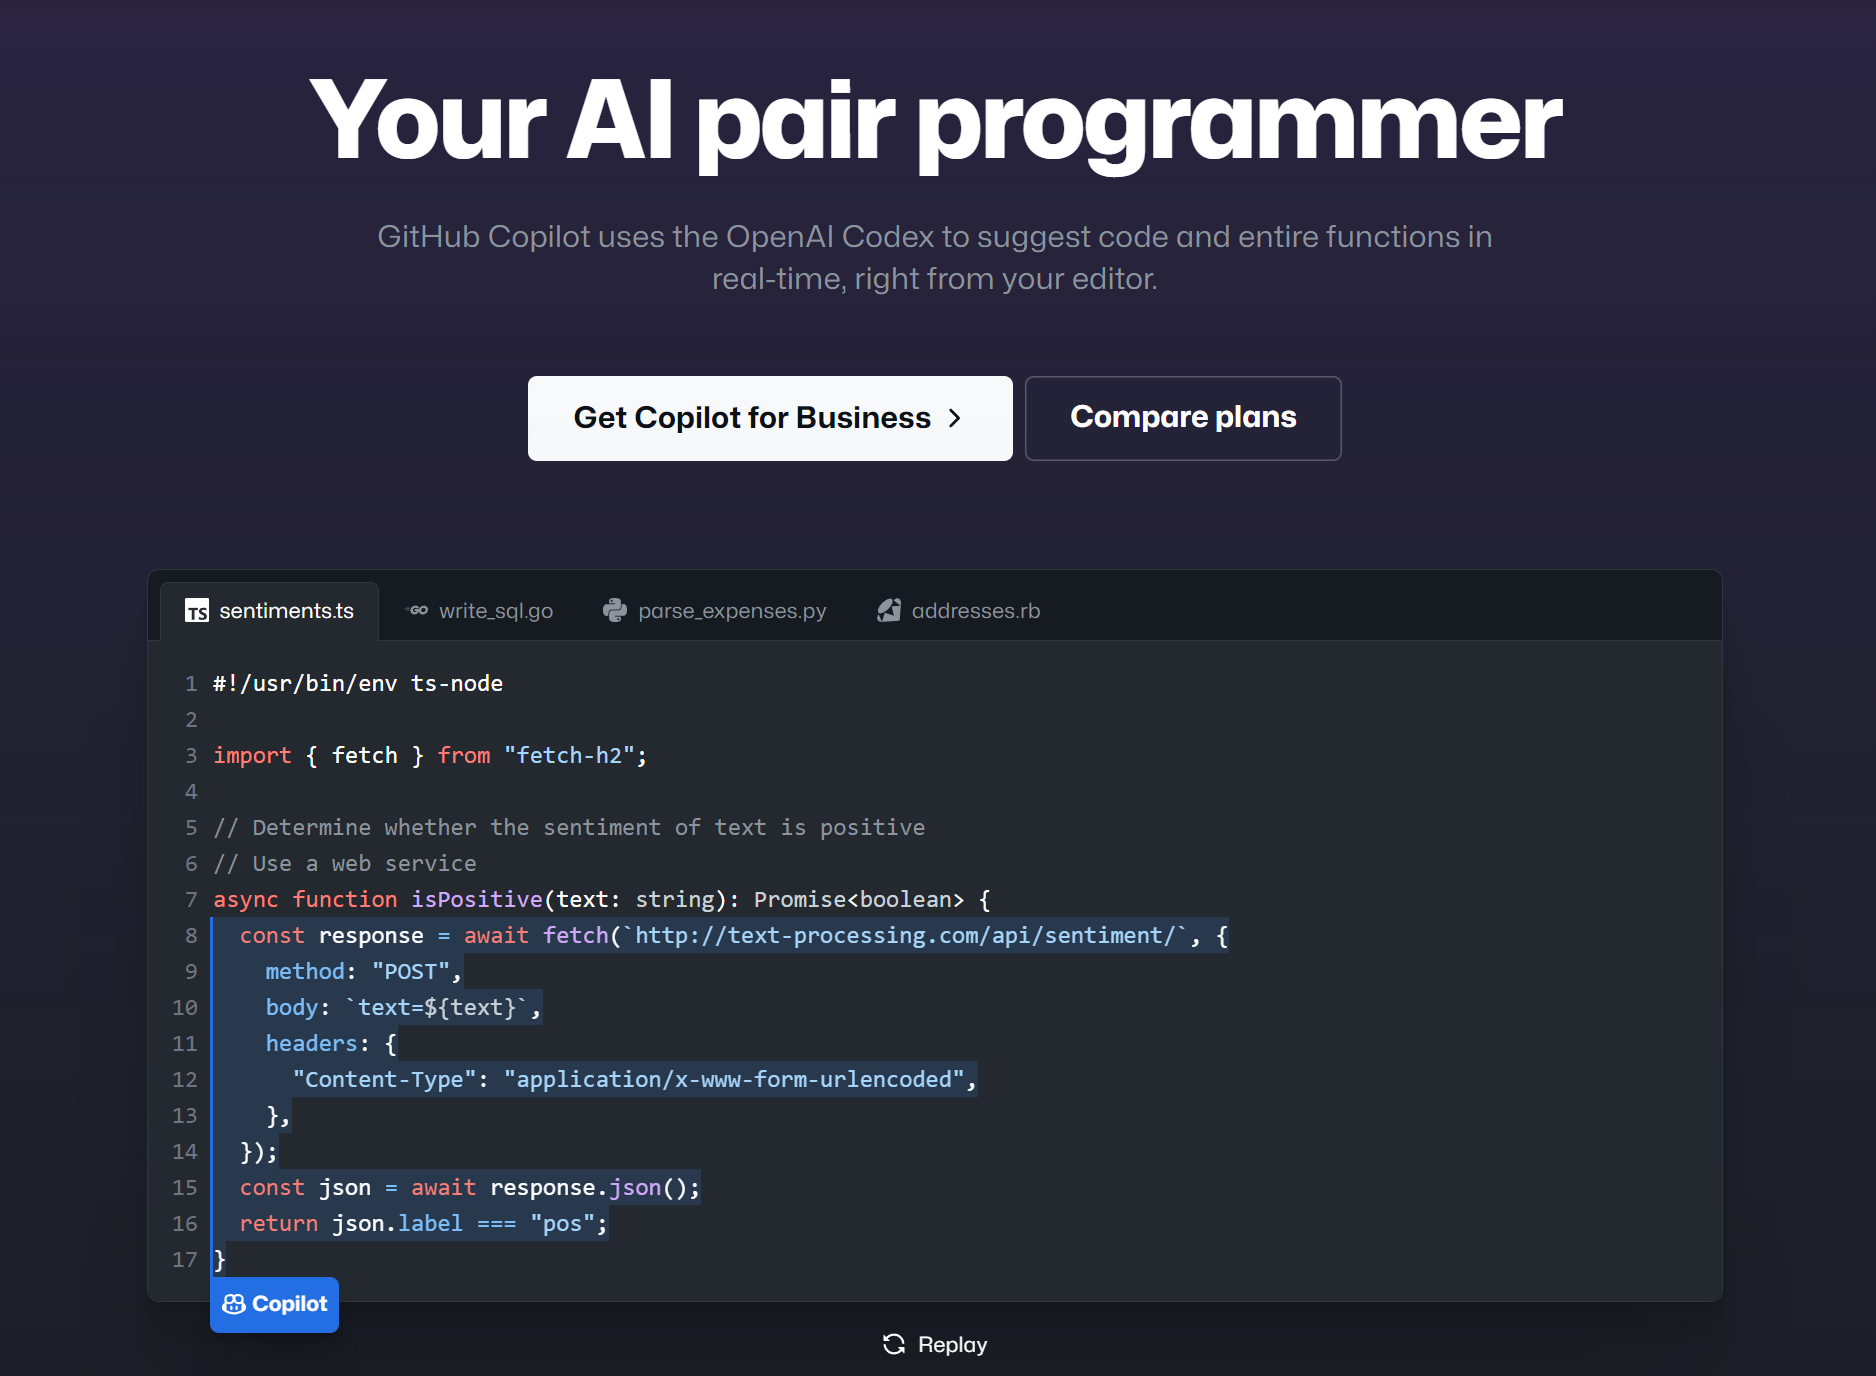 Your AI pair programmer
GitHub Copilot uses the OpenAI Codex to suggest code and entire functions in
real-time, right from your editor.
Get Copilot for Business
Compare plans
TS sentiments.ts
GO write_sql.go
parse_expenses.py
addresses.rb
1 #!/usr/bin/env ts-node
2
3 import { fetch } from "fetch-h2";
4
5 // Determine whether the sentiment of text is positive
6 // Use a web service
7 async function isPositive(text: string): Promise<boolean> {
8   const response = await fetch(`http://text-processing.com/api/sentiment/`, {
9     method: "POST",
10     body: `text=${text}`,
11     headers: {
12       "Content-Type": "application/x-www-form-urlencoded",
13     },
14   });
15   const json = await response.json();
16   return json.label === "pos";
17 }
Copilot
Replay